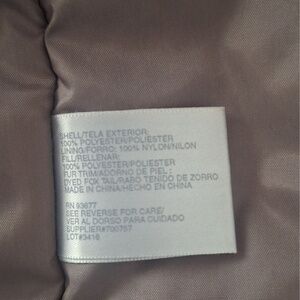 SHELL/TELA EXTERIOR:
100% POLYESTER/POLIESTER
LINING/FORRO: 100% NYLON/NILON
FILL/RELLENAR:
100% POLYESTER/POLIESTER
FUR TRIM/ADORNO DE PIEL :
DYED FOX TAIL/RABO TENIDO DE ZORRO
MADE IN CHINA/HECHO EN CHINA
RN 93677
SEE REVERSE FOR CARE/
VER AL DORSO PARA CUIDADO
SUPPLIER#700757
LOT#3416